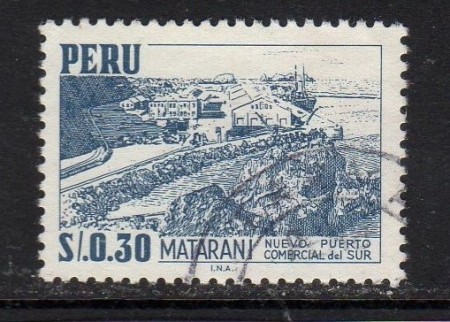 PERU
S/.0.30 MATARANI NUEVO PUERTO
COMERCIAL del SUR
I.N.A.